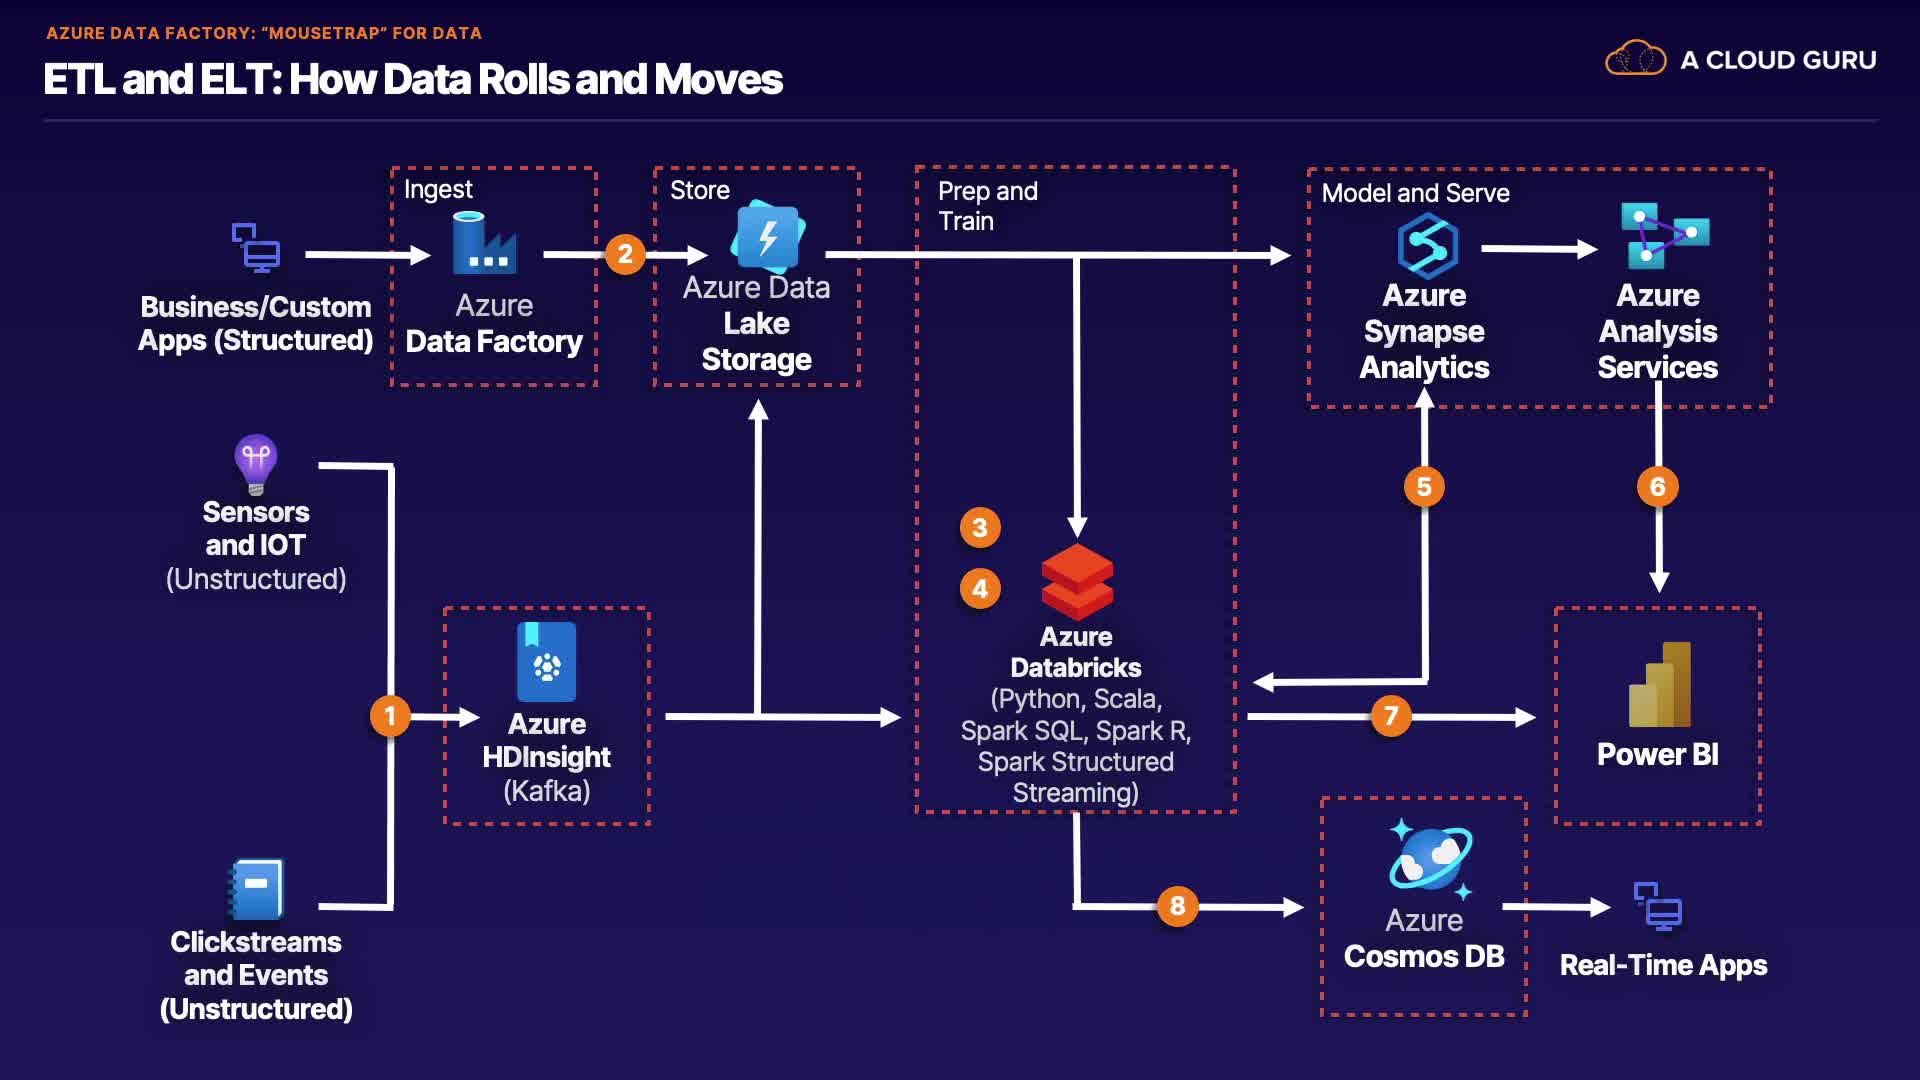 AZURE DATA FACTORY: “MOUSETRAP” FOR DATA
ETL and ELT: How Data Rolls and Moves
A CLOUD GURU
Ingest
Azure
Data Factory
Business/Custom
Apps (Structured)
2
Store
Azure Data
Lake
Storage
Prep and
Train
Model and Serve
Azure
Synapse
Analytics
Azure
Analysis
Services
Sensors
and IOT
(Unstructured)
1
Azure
HDInsight
(Kafka)
Clickstreams
and Events
(Unstructured)
3
4
Azure
Databricks
(Python, Scala,
Spark SQL, Spark R,
Spark Structured
Streaming)
5
6
7
Power BI
8
Azure
Cosmos DB
Real-Time Apps